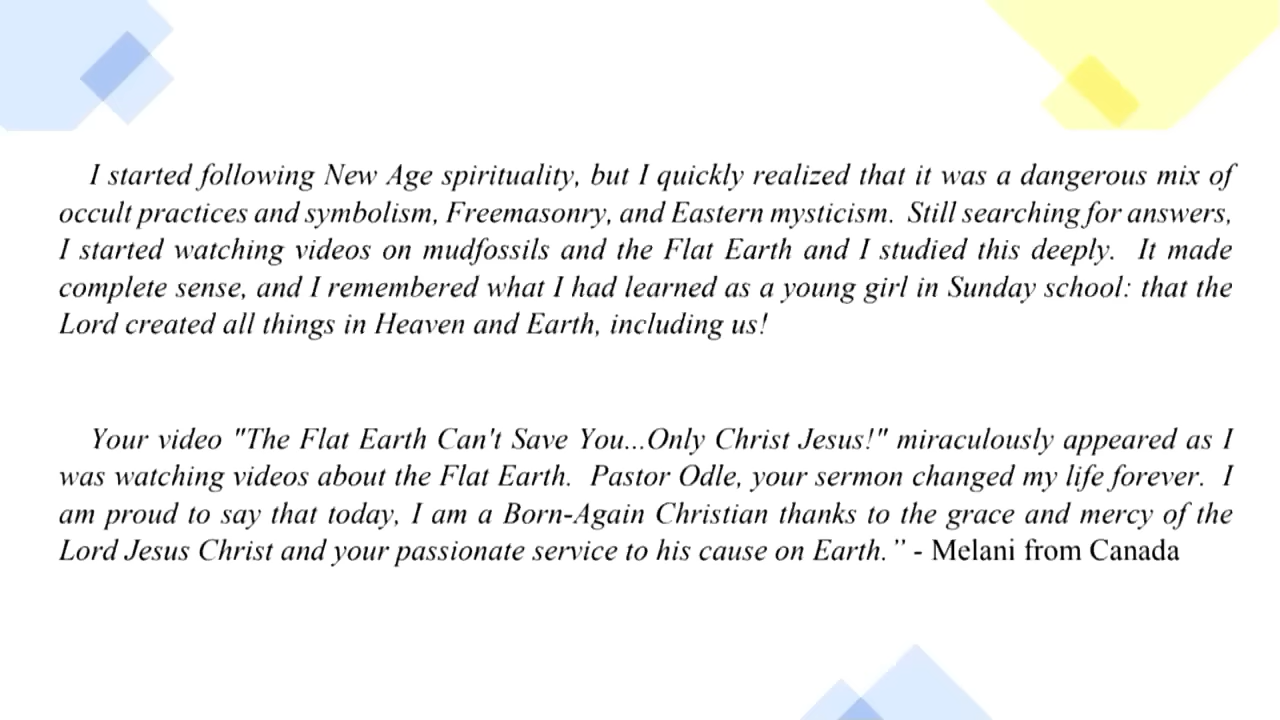 I started following New Age spirituality, but I quickly realized that it was a dangerous mix of
occult practices and symbolism, Freemasonry, and Eastern mysticism. Still searching for answers,
I started watching videos on mudfossils and the Flat Earth and I studied this deeply. It made
complete sense, and I remembered what I had learned as a young girl in Sunday school: that the
Lord created all things in Heaven and Earth, including us!
Your video "The Flat Earth Can't Save You...Only Christ Jesus!" miraculously appeared as I
was watching videos about the Flat Earth. Pastor Odle, your sermon changed my life forever. I
am proud to say that today, I am a Born-Again Christian thanks to the grace and mercy of the
Lord Jesus Christ and your passionate service to his cause on Earth.” - Melani from Canada